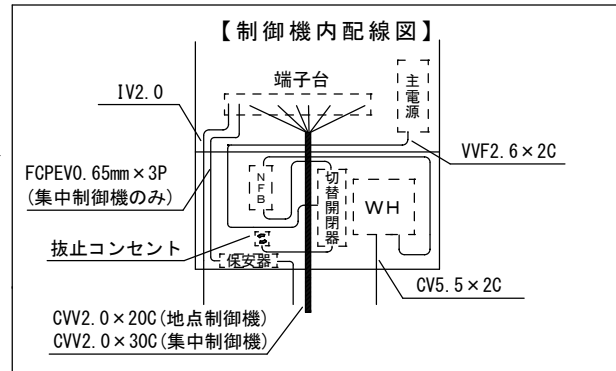 【制御機内配線図】
端子台
主電源
IV2.0
VVF2.6×2C
FCPEV0.65mm×3P
(集中制御機のみ)
NFB
切替開閉器
WH
抜止コンセント
保安器
CV5.5×2C
CVV2.0×20C(地点制御機)
CVV2.0×30C(集中制御機)